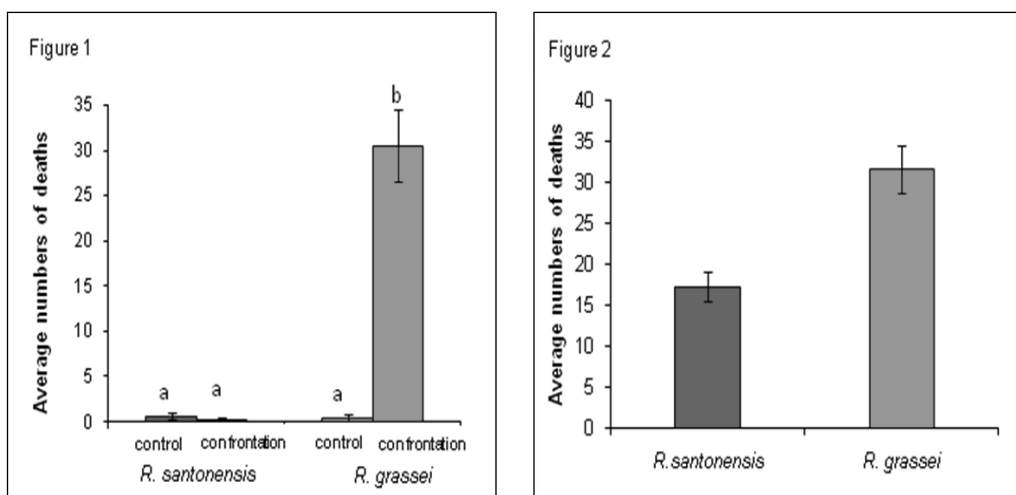 Figure 1
Average numbers of deaths
35
30
25
20
15
10
5
0
a
a
a
b
control
confrontation
control
confrontation
R. santonensis
R. grassei
Figure 2
Average numbers of deaths
40
35
30
25
20
15
10
5
0
R.santonensis
R. grassei